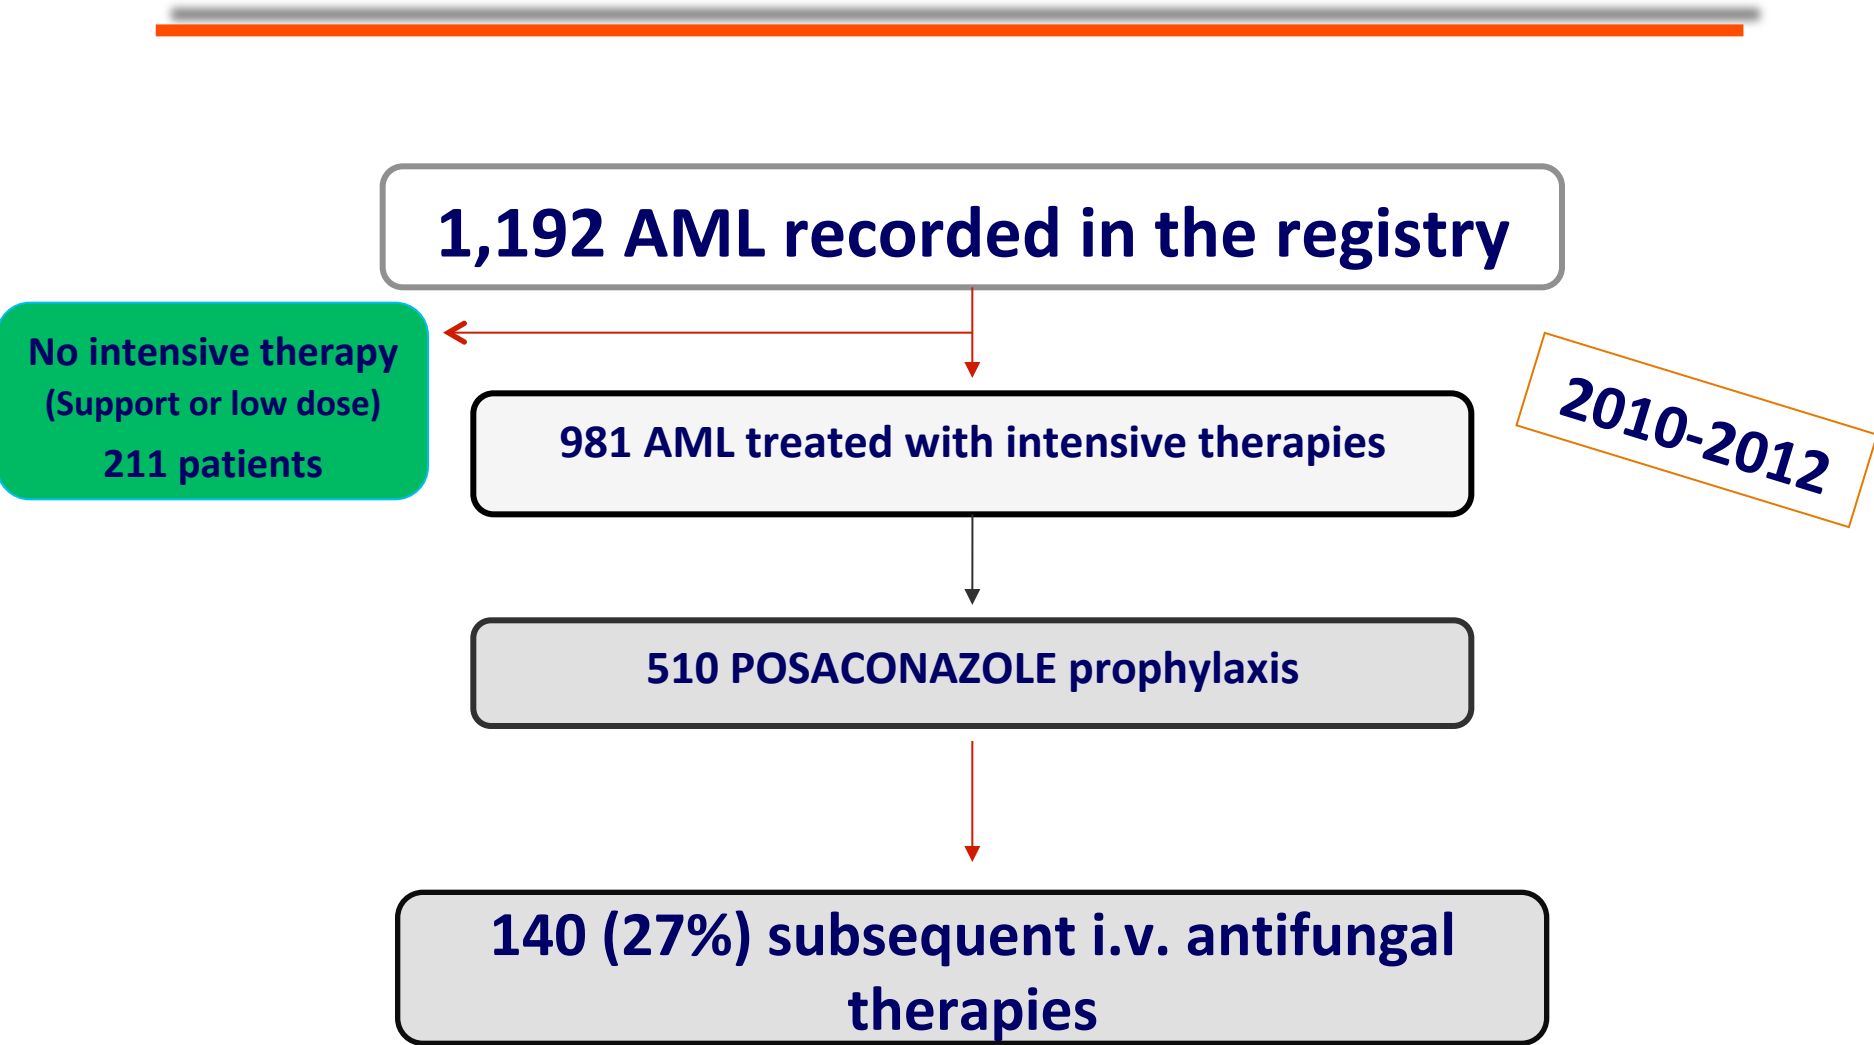 1,192 AML recorded in the registry
No intensive therapy
(Support or low dose)
211 patients
981 AML treated with intensive therapies
2010-2012
510 POSACONAZOLE prophylaxis
140 (27%) subsequent i.v. antifungal
therapies